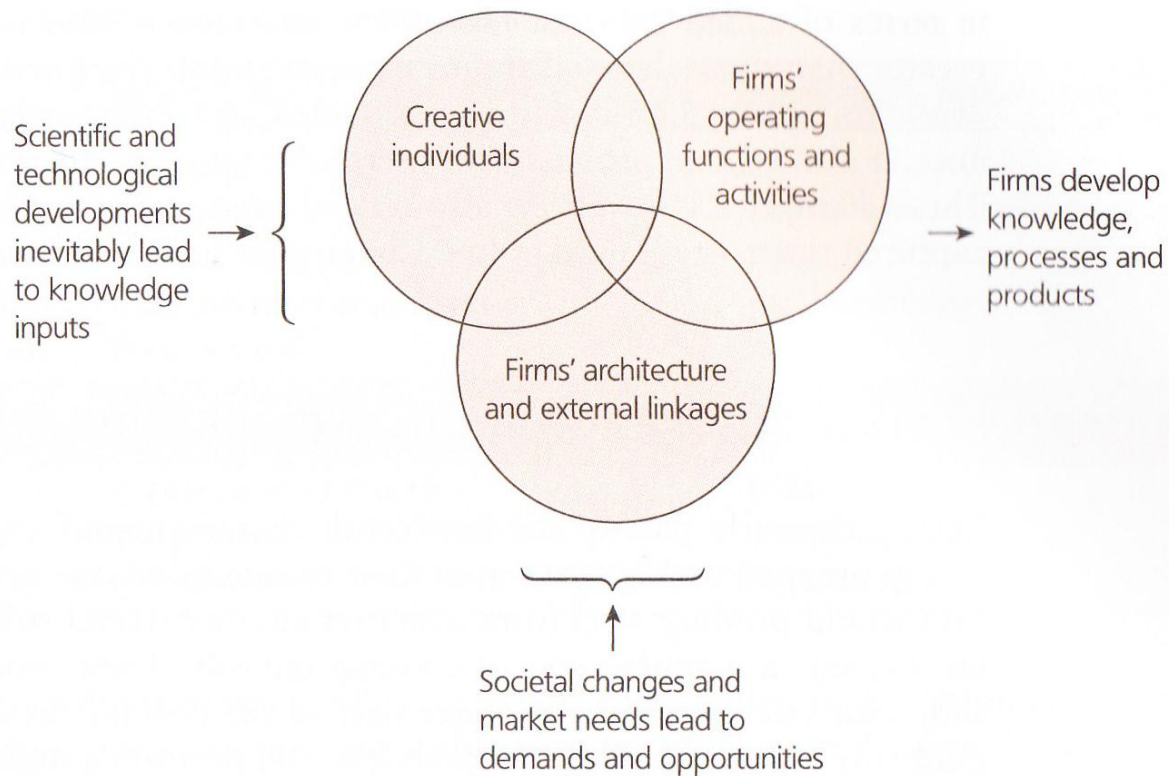 Scientific and
technological
developments
inevitably lead
to knowledge
inputs
Creative
individuals
Firms'
operating
functions and
activities
Firms' architecture
and external linkages
Firms develop
knowledge,
processes and
products
Societal changes and
market needs lead to
demands and opportunities